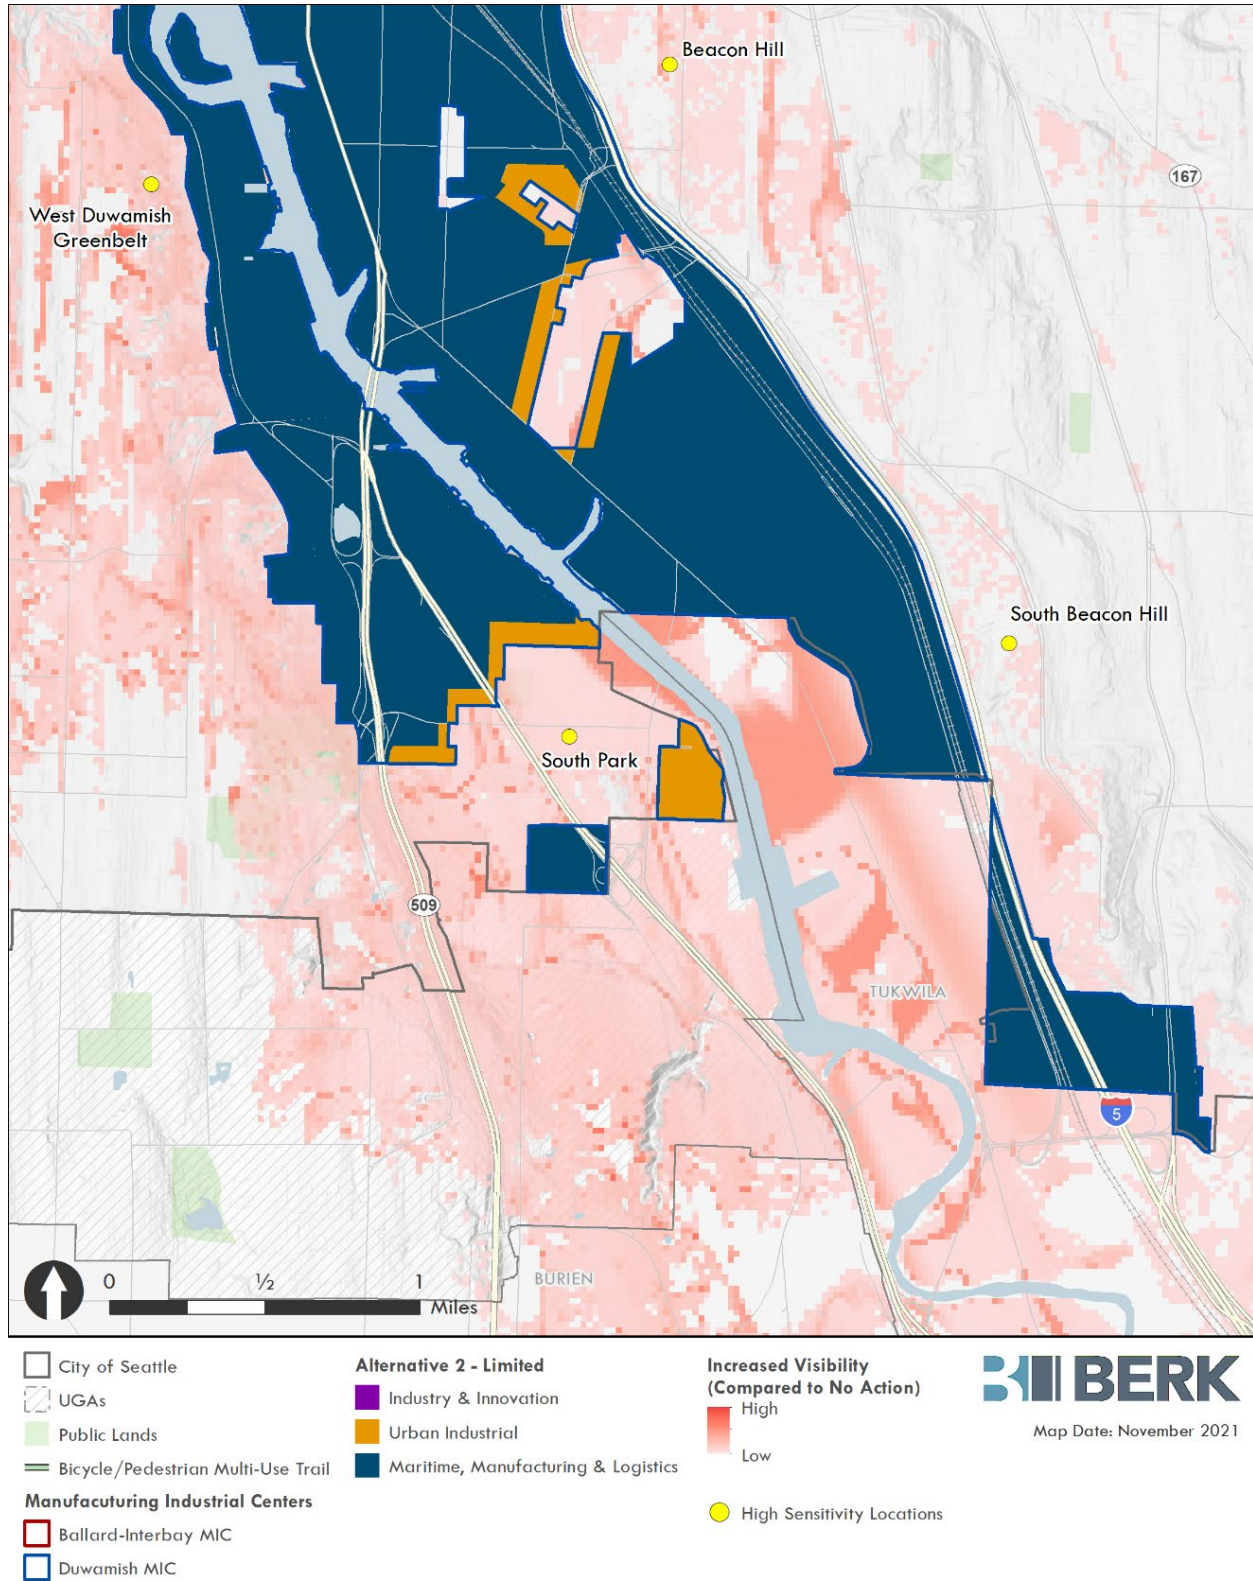 Beacon Hill
167
West Duwamish
Greenbelt
South Beacon Hill
South Park
509
TUKWILA
5
BURIEN
0 ½ 1
Miles
City of Seattle
UGAs
Public Lands
Bicycle/Pedestrian Multi-Use Trail
Manufacuturing Industrial Centers
Ballard-Interbay MIC
Duwamish MIC
Alternative 2 - Limited
Industry & Innovation
Urban Industrial
Maritime, Manufacturing & Logistics
Increased Visibility
(Compared to No Action)
High
Low
High Sensitivity Locations
BERK
Map Date: November 2021